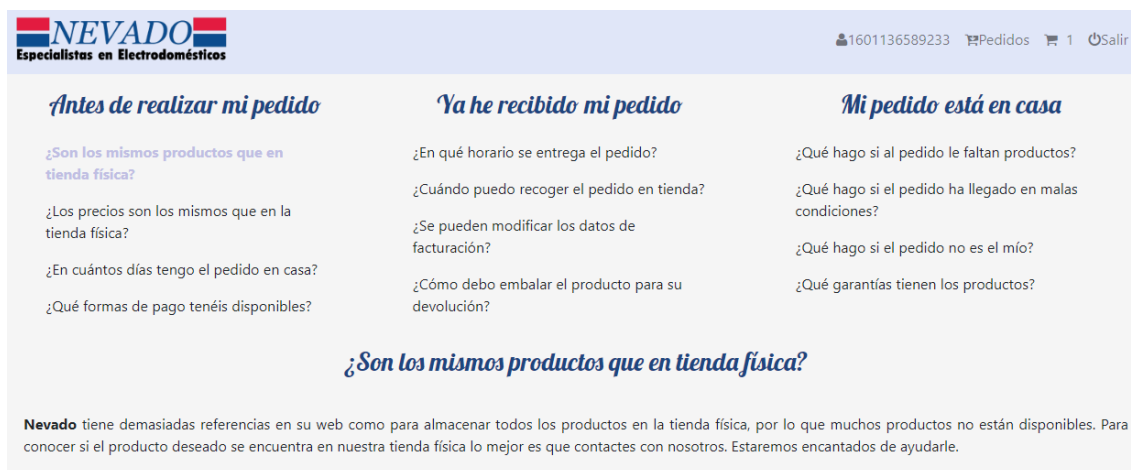 NEVADO
Especialistas en Electrodomésticos
1601136589233 Pedidos 1 Salir
Antes de realizar mi pedido
¿Son los mismos productos que en
tienda física?
¿Los precios son los mismos que en la
tienda física?
¿En cuántos días tengo el pedido en casa?
¿Qué formas de pago tenéis disponibles?
Ya he recibido mi pedido
¿En qué horario se entrega el pedido?
¿Cuándo puedo recoger el pedido en tienda?
¿Se pueden modificar los datos de
facturación?
¿Cómo debo embalar el producto para su
devolución?
Mi pedido está en casa
¿Qué hago si al pedido le faltan productos?
¿Qué hago si el pedido ha llegado en malas
condiciones?
¿Qué hago si el pedido no es el mío?
¿Qué garantías tienen los productos?
¿Son los mismos productos que en tienda física?
Nevado tiene demasiadas referencias en su web como para almacenar todos los productos en la tienda física, por lo que muchos productos no están disponibles. Para
conocer si el producto deseado se encuentra en nuestra tienda física lo mejor es que contactes con nosotros. Estaremos encantados de ayudarle.